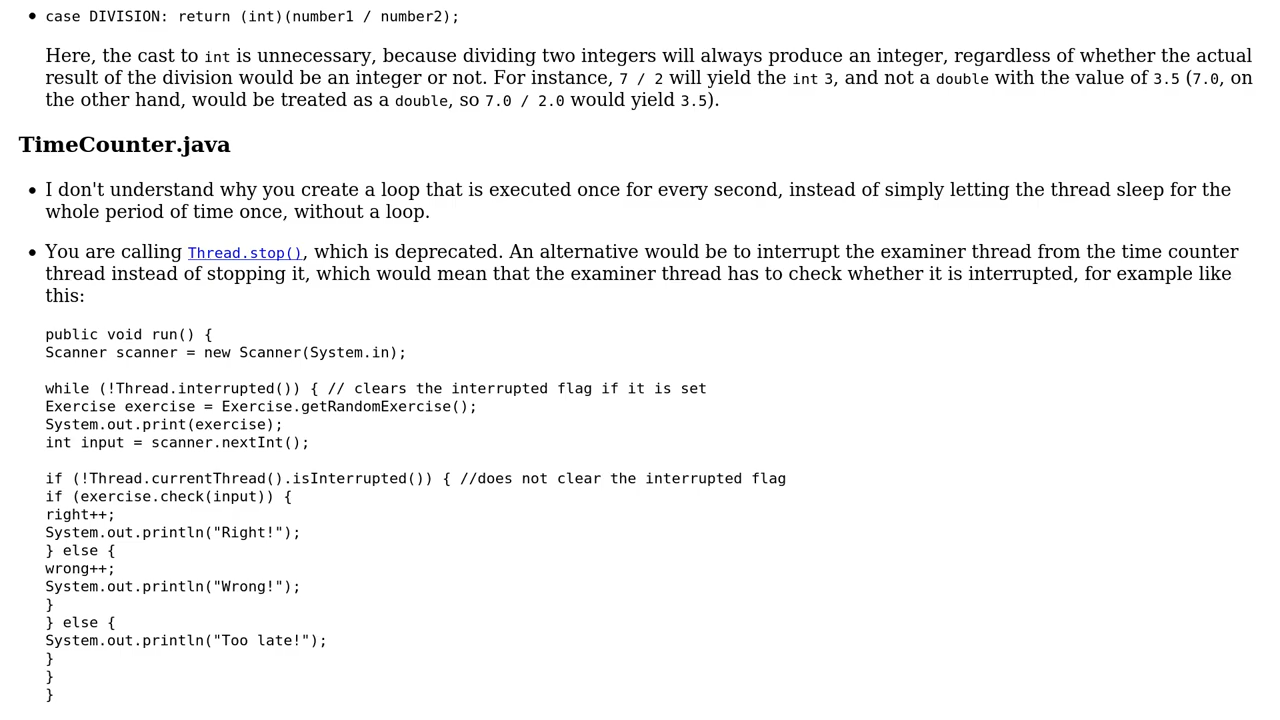 case DIVISION: return (int)(number1 / number2);
Here, the cast to int is unnecessary, because dividing two integers will always produce an integer, regardless of whether the actual
result of the division would be an integer or not. For instance, 7 / 2 will yield the int 3, and not a double with the value of 3.5 (7.0, on
the other hand, would be treated as a double, so 7.0 / 2.0 would yield 3.5).
TimeCounter.java
I don't understand why you create a loop that is executed once for every second, instead of simply letting the thread sleep for the
whole period of time once, without a loop.
You are calling Thread.stop(), which is deprecated. An alternative would be to interrupt the examiner thread from the time counter
thread instead of stopping it, which would mean that the examiner thread has to check whether it is interrupted, for example like
this:
public void run() {
Scanner scanner = new Scanner(System.in);
while (!Thread.interrupted()) { // clears the interrupted flag if it is set
Exercise exercise = Exercise.getRandomExercise();
System.out.print(exercise);
int input = scanner.nextInt();
if (!Thread.currentThread().isInterrupted()) { //does not clear the interrupted flag
if (exercise.check(input)) {
right++;
System.out.println("Right!");
} else {
wrong++;
System.out.println("Wrong!");
}
} else {
System.out.println("Too late!");
}
}
}